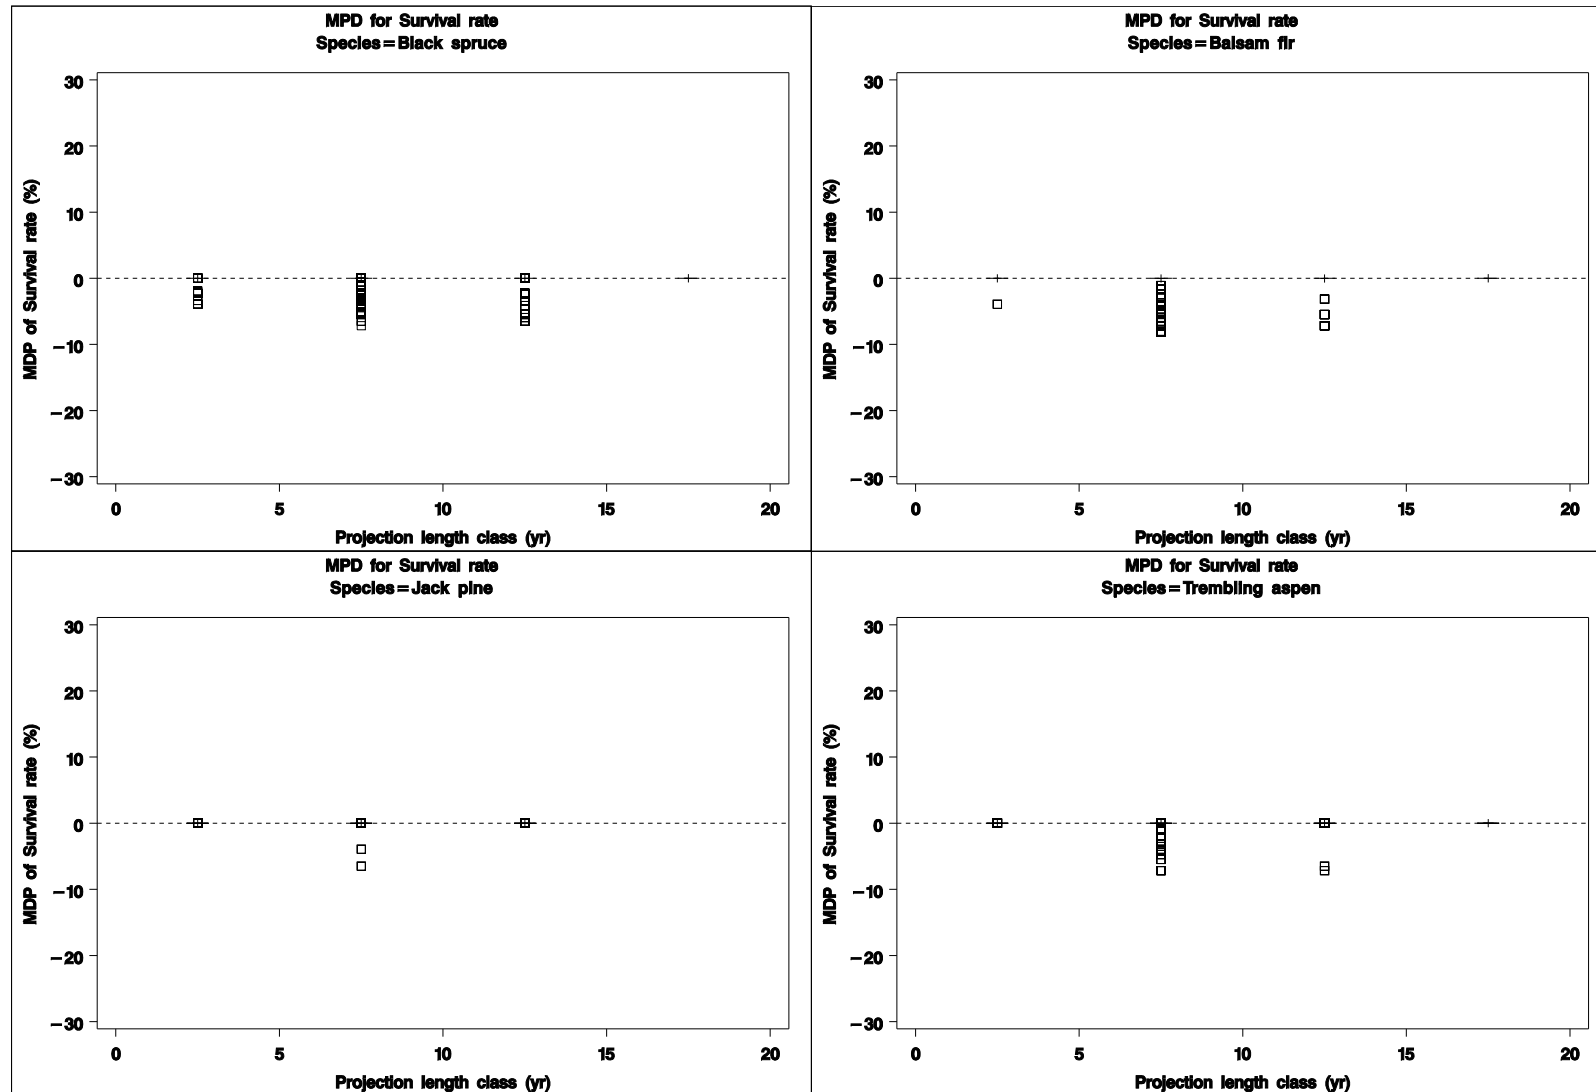 MPD for Survival rate
Species=Black spruce
30
20
10
0
−10
−20
−30
MDP of Survival rate (%)
0 5 10 15 20
Projection length class (yr)
MPD for Survival rate
Species=Balsam fir
30
20
10
0
−10
−20
−30
MDP of Survival rate (%)
0 5 10 15 20
Projection length class (yr)
MPD for Survival rate
Species=Jack pine
30
20
10
0
−10
−20
−30
MDP of Survival rate (%)
0 5 10 15 20
Projection length class (yr)
MPD for Survival rate
Species=Trembling aspen
30
20
10
0
−10
−20
−30
MDP of Survival rate (%)
0 5 10 15 20
Projection length class (yr)